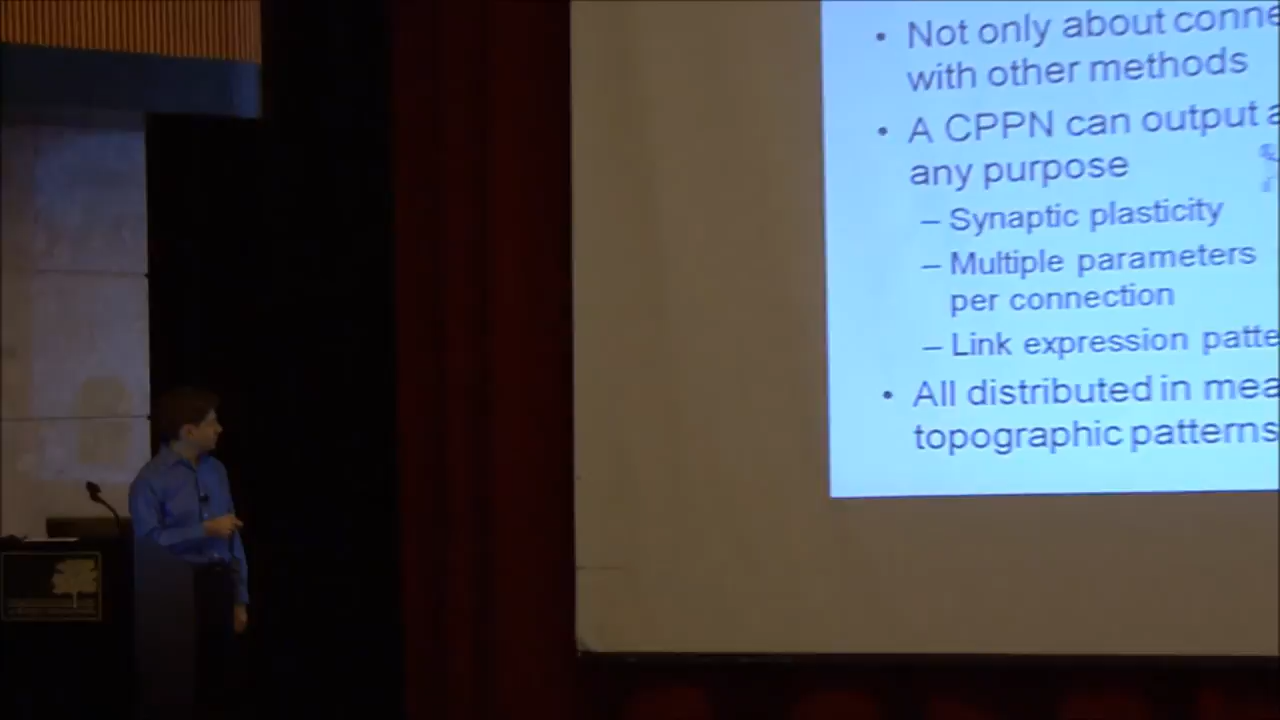 • Not only about conne
with other methods
• A CPPN can output a
any purpose
– Synaptic plasticity
– Multiple parameters
per connection
– Link expression patte
• All distributed in mea
topographic patterns